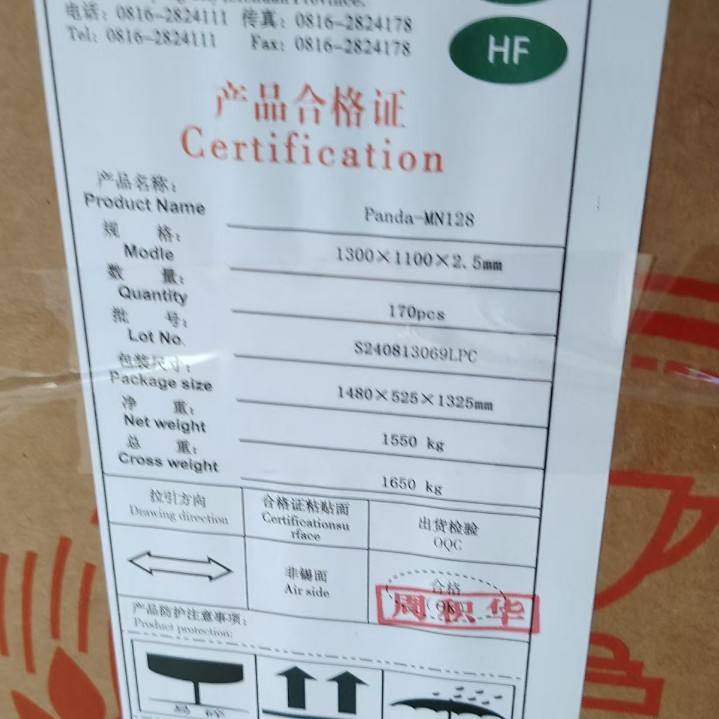 电话：0816-2824111 传真：0816-2824178
Tel: 0816-2824111 Fax: 0816-2824178
HF
产品合格证
Certification
产品名称：
Product Name Panda-MN128
规 格：
Modle 1300×1100×2.5mm
数 量：
Quantity 170pcs
批 号：
Lot No. S240813069LPC
包装尺寸：
Package size 1480×525×1325mm
净 重：
Net weight 1550 kg
总 重：
Cross weight 1650 kg
拉引方向 合格证粘贴面 出货检验
Drawing direction Certificationsu OQC
rface
非锡面 合格
Air side
周积华
产品防护注意事项：
Product protection: